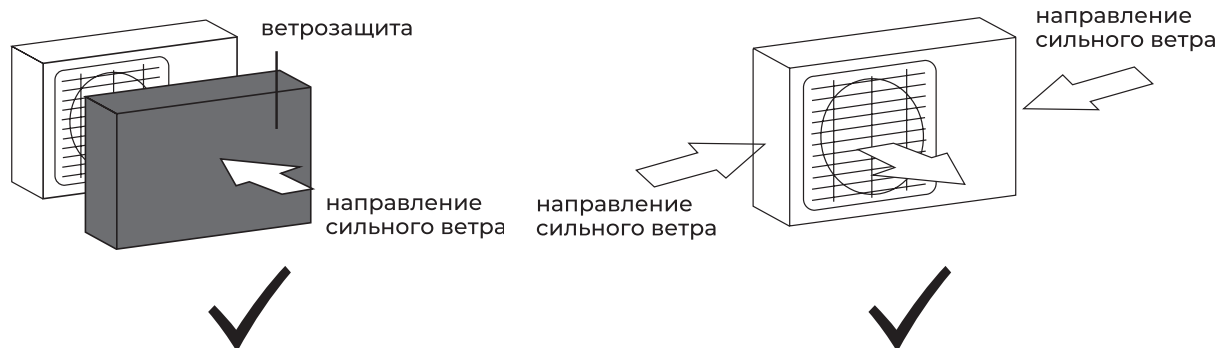 ветрозащита
направление
сильного ветра
направление
сильного ветра
направление
сильного ветра